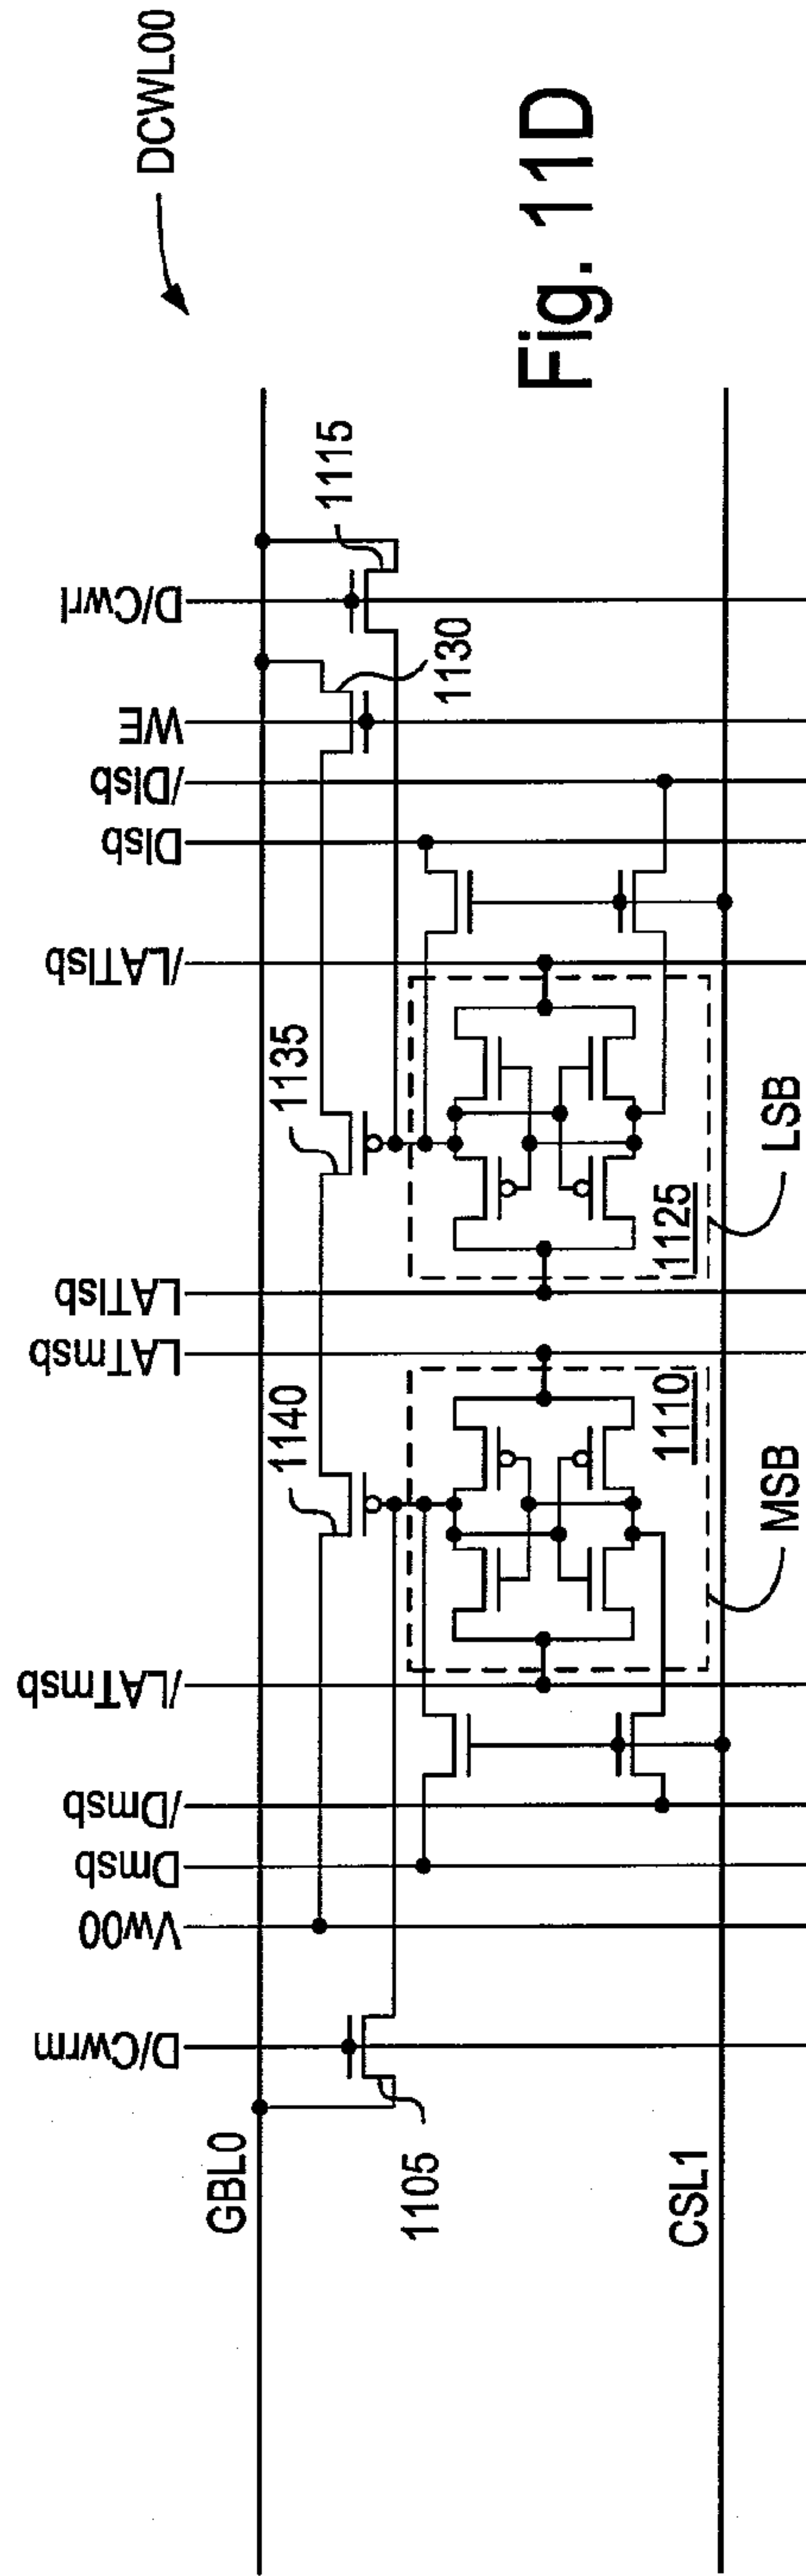 DCWL00
Fig. 11D
GBL0
D/Cwrm
Vw00
Dmsb
/Dmsb
/LATmsb
LATmsb
LATlsb
/LATlsb
Dlsb
/Dlsb
WE
D/Cwrl
1105
1140
1135
1130
1115
1110
1125
MSB
LSB
CSL1